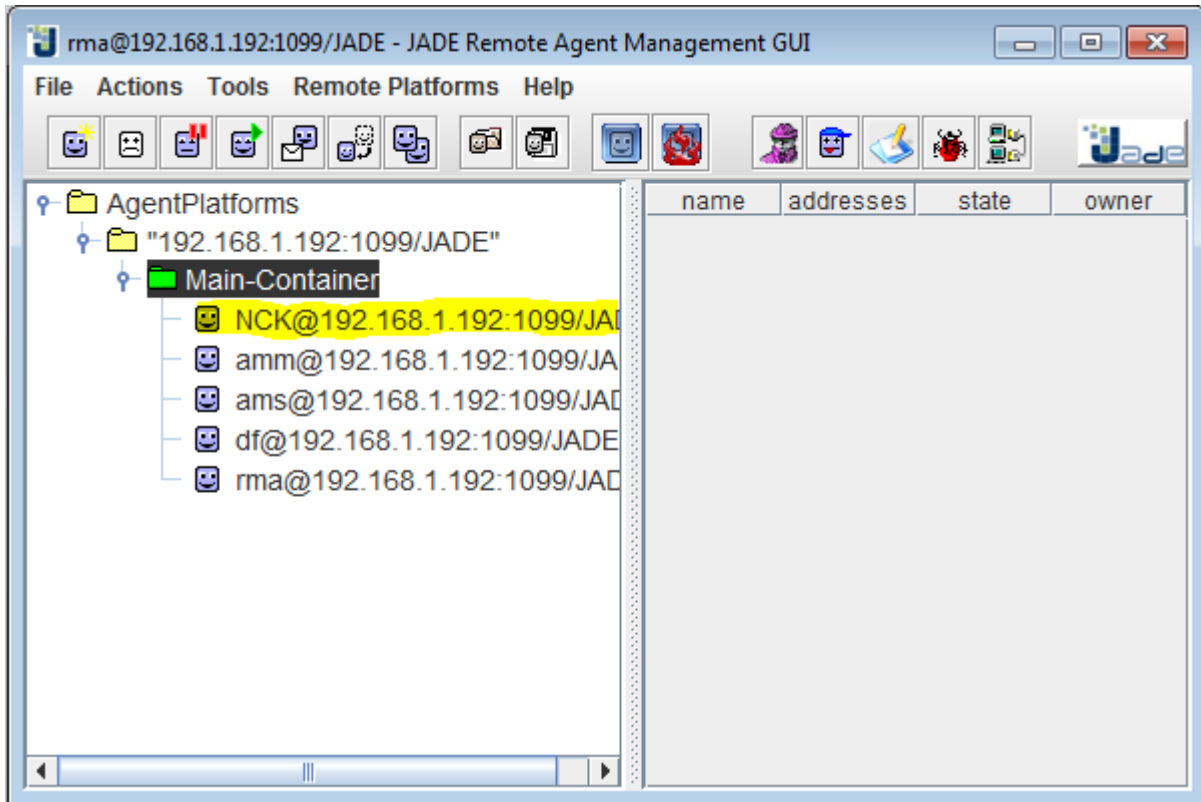 rma@192.168.1.192:1099/JADE - JADE Remote Agent Management GUI
File Actions Tools Remote Platforms Help
Jade
name addresses state owner
AgentPlatforms
"192.168.1.192:1099/JADE"
Main-Container
NCK@192.168.1.192:1099/JAD
amm@192.168.1.192:1099/JA
ams@192.168.1.192:1099/JAD
df@192.168.1.192:1099/JADE
rma@192.168.1.192:1099/JAD